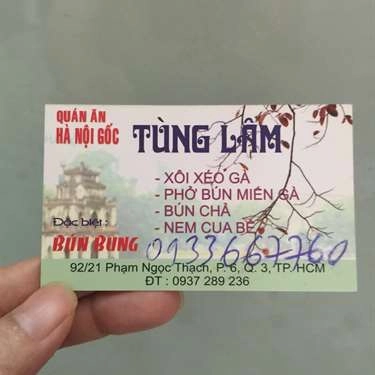 QUÁN ĂN
HÀ NỘI GỐC
TÙNG LÂM
- XÔI XÉO GÀ
- PHỞ BÚN MIẾN GÀ
- BÚN CHẢ
- NEM CUA BỂ
Đặc biệt :
BÚN BUNG
01233667760
92/21 Phạm Ngọc Thạch, P. 6, Q. 3, TP. HCM
ĐT : 0937 289 236